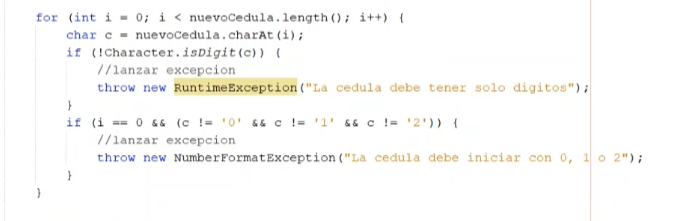 for (int i = 0; i < nuevoCedula.length(); i++) {
char c = nuevoCedula.charAt(i);
if (!Character.isDigit(c)) {
//lanzar excepcion
throw new RuntimeException("La cedula debe tener solo digitos");
}
if (i == 0 && (c != '0' && c != '1' && c != '2')) {
//lanzar excepcion
throw new NumberFormatException("La cedula debe iniciar con 0, 1 o 2");
}
}